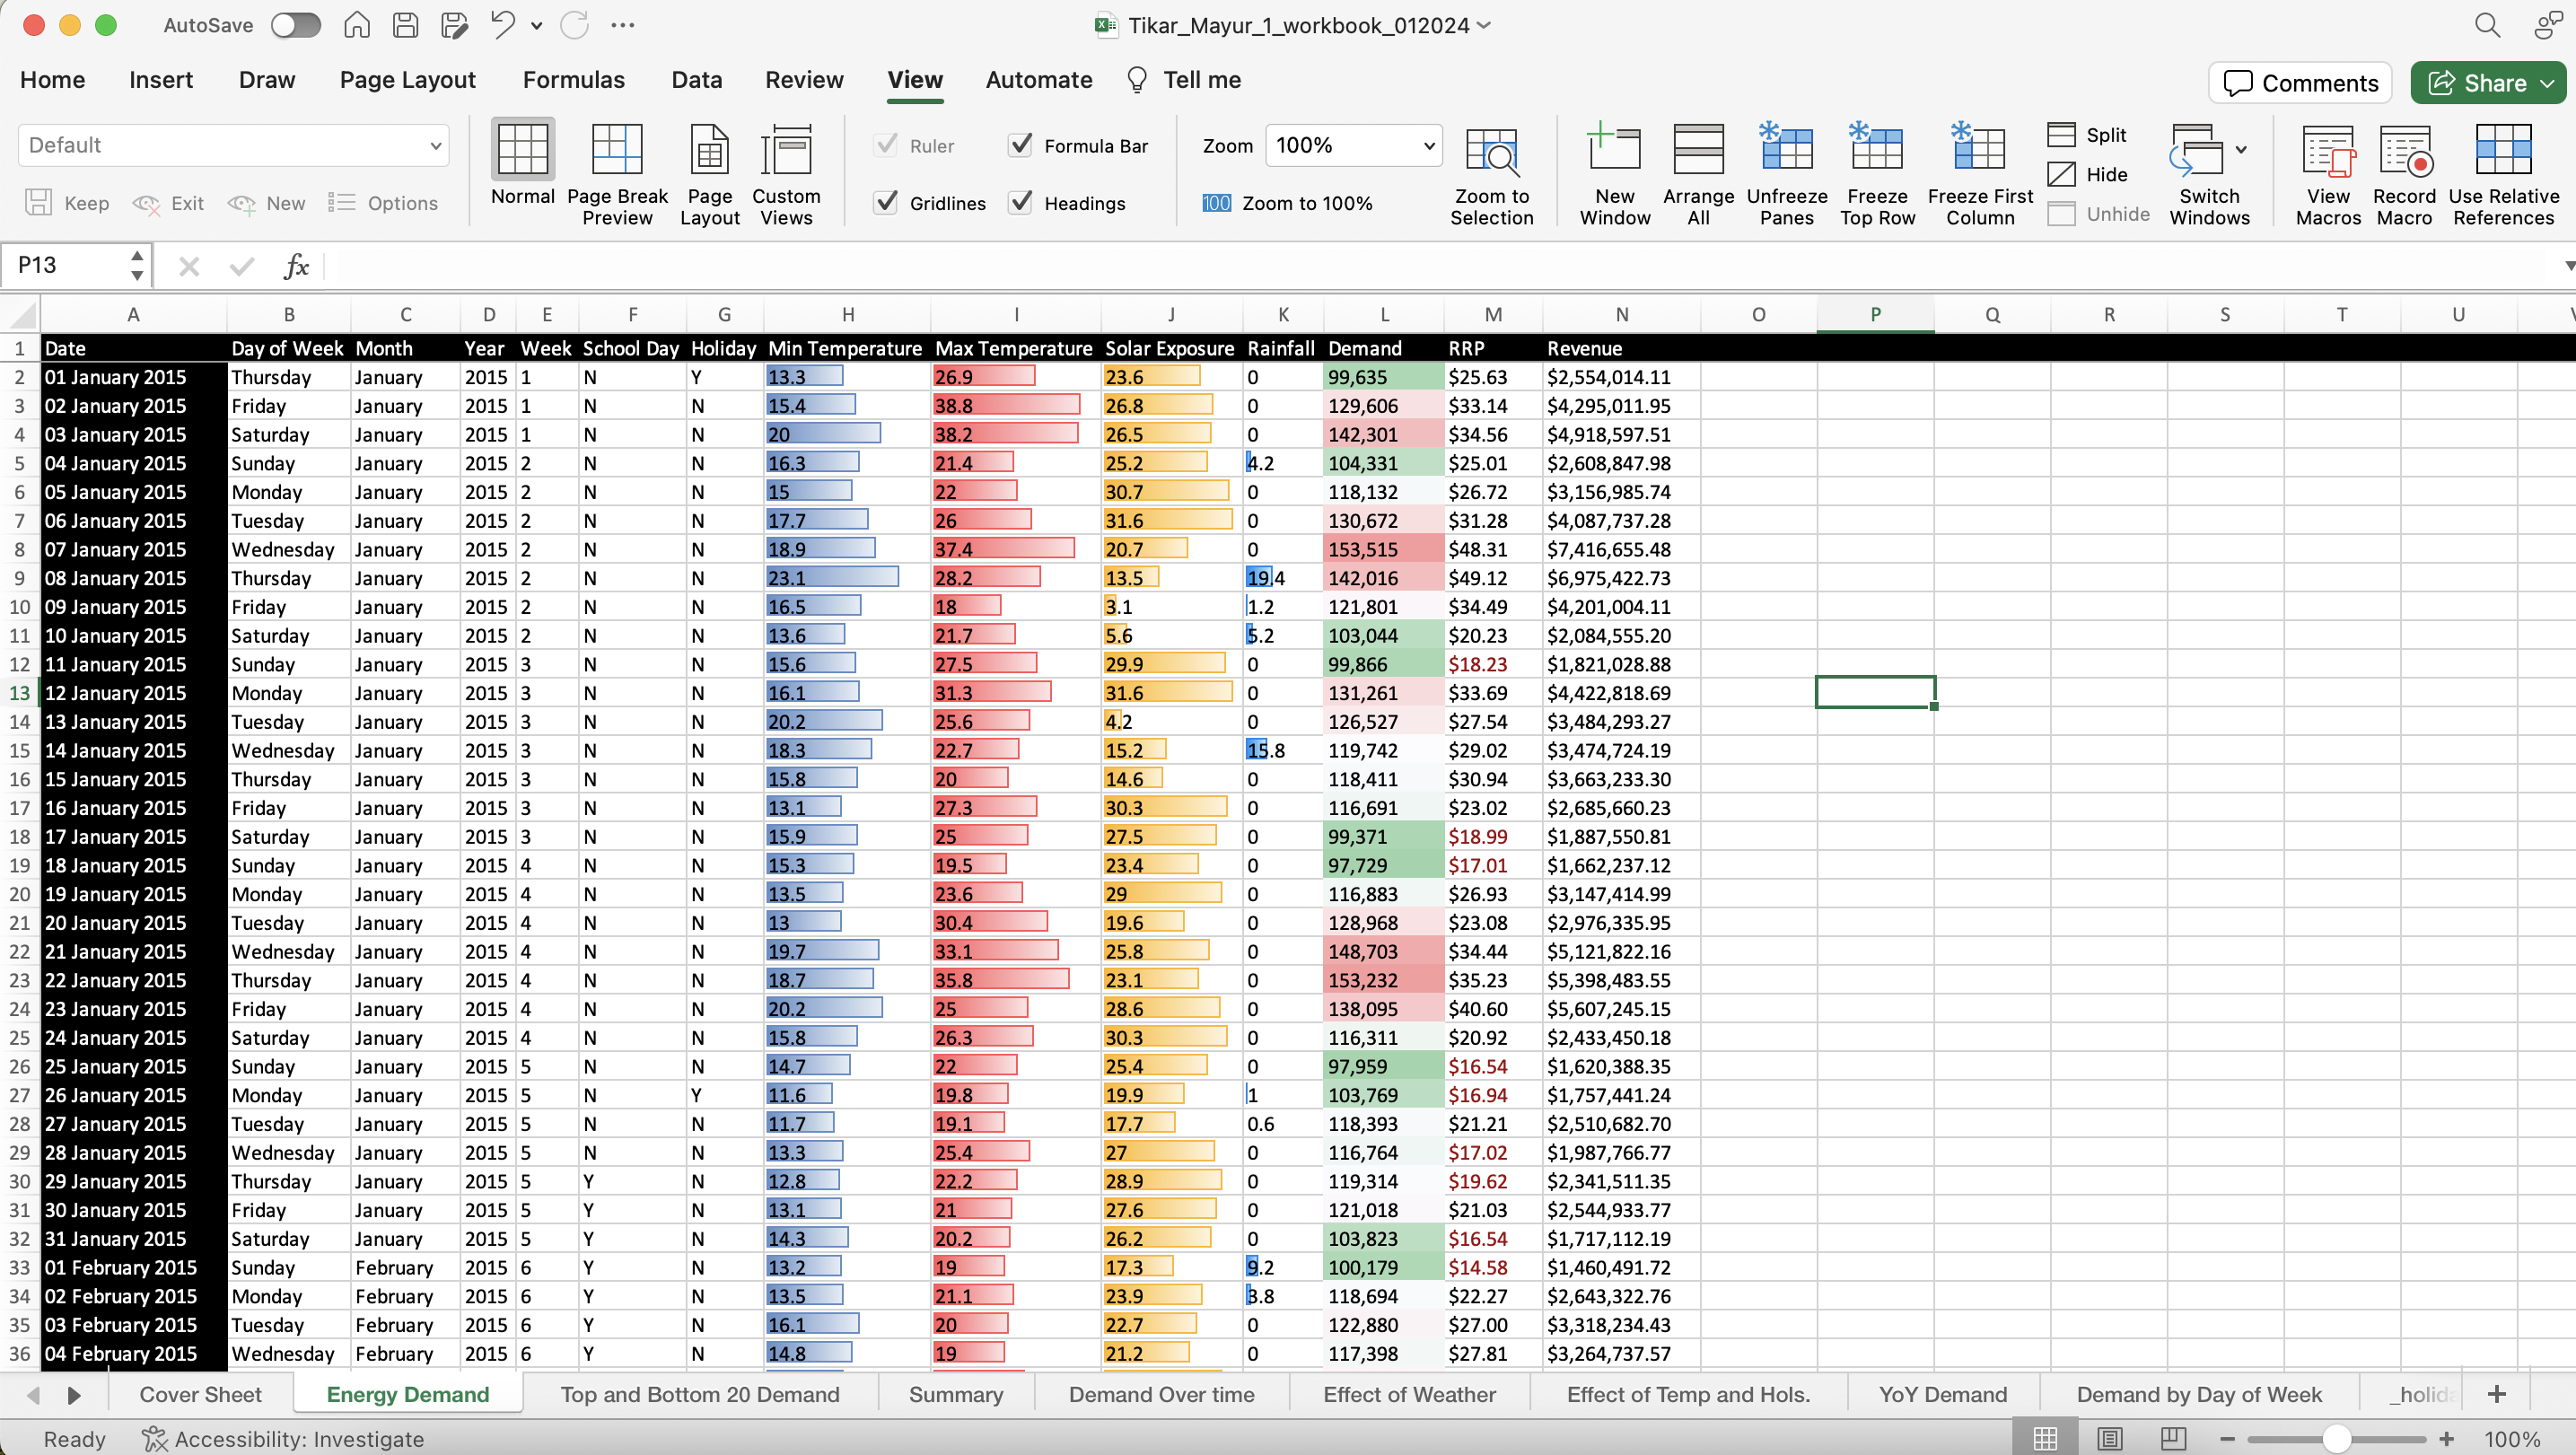 AutoSave Tikar_Mayur_1_workbook_012024
Home Insert Draw Page Layout Formulas Data Review View Automate Tell me Comments Share
Default Ruler Formula Bar Zoom 100% Split
Hide
Keep Exit New Options Normal Page Break Preview Page Layout Custom Views Gridlines Headings 100 Zoom to 100% Zoom to Selection New Window Arrange All Unfreeze Panes Freeze Top Row Freeze First Column Unhide Switch Windows View Macros Record Macro Use Relative References
P13 fx
A B C D E F G H I J K L M N O P Q R S T U
1 Date Day of Week Month Year Week School Day Holiday Min Temperature Max Temperature Solar Exposure Rainfall Demand RRP Revenue
2 01 January 2015 Thursday January 2015 1 N Y 13.3 26.9 23.6 0 99,635 $25.63 $2,554,014.11
3 02 January 2015 Friday January 2015 1 N N 15.4 38.8 26.8 0 129,606 $33.14 $4,295,011.95
4 03 January 2015 Saturday January 2015 1 N N 20 38.2 26.5 0 142,301 $34.56 $4,918,597.51
5 04 January 2015 Sunday January 2015 2 N N 16.3 21.4 25.2 4.2 104,331 $25.01 $2,608,847.98
6 05 January 2015 Monday January 2015 2 N N 15 22 30.7 0 118,132 $26.72 $3,156,985.74
7 06 January 2015 Tuesday January 2015 2 N N 17.7 26 31.6 0 130,672 $31.28 $4,087,737.28
8 07 January 2015 Wednesday January 2015 2 N N 18.9 37.4 20.7 0 153,515 $48.31 $7,416,655.48
9 08 January 2015 Thursday January 2015 2 N N 23.1 28.2 13.5 19.4 142,016 $49.12 $6,975,422.73
10 09 January 2015 Friday January 2015 2 N N 16.5 18 3.1 1.2 121,801 $34.49 $4,201,004.11
11 10 January 2015 Saturday January 2015 2 N N 13.6 21.7 5.6 5.2 103,044 $20.23 $2,084,555.20
12 11 January 2015 Sunday January 2015 3 N N 15.6 27.5 29.9 0 99,866 $18.23 $1,821,028.88
13 12 January 2015 Monday January 2015 3 N N 16.1 31.3 31.6 0 131,261 $33.69 $4,422,818.69
14 13 January 2015 Tuesday January 2015 3 N N 20.2 25.6 4.2 0 126,527 $27.54 $3,484,293.27
15 14 January 2015 Wednesday January 2015 3 N N 18.3 22.7 15.2 15.8 119,742 $29.02 $3,474,724.19
16 15 January 2015 Thursday January 2015 3 N N 15.8 20 14.6 0 118,411 $30.94 $3,663,233.30
17 16 January 2015 Friday January 2015 3 N N 13.1 27.3 30.3 0 116,691 $23.02 $2,685,660.23
18 17 January 2015 Saturday January 2015 3 N N 15.9 25 27.5 0 99,371 $18.99 $1,887,550.81
19 18 January 2015 Sunday January 2015 4 N N 15.3 19.5 23.4 0 97,729 $17.01 $1,662,237.12
20 19 January 2015 Monday January 2015 4 N N 13.5 23.6 29 0 116,883 $26.93 $3,147,414.99
21 20 January 2015 Tuesday January 2015 4 N N 13 30.4 19.6 0 128,968 $23.08 $2,976,335.95
22 21 January 2015 Wednesday January 2015 4 N N 19.7 33.1 25.8 0 148,703 $34.44 $5,121,822.16
23 22 January 2015 Thursday January 2015 4 N N 18.7 35.8 23.1 0 153,232 $35.23 $5,398,483.55
24 23 January 2015 Friday January 2015 4 N N 20.2 25 28.6 0 138,095 $40.60 $5,607,245.15
25 24 January 2015 Saturday January 2015 4 N N 15.8 26.3 30.3 0 116,311 $20.92 $2,433,450.18
26 25 January 2015 Sunday January 2015 5 N N 14.7 22 25.4 0 97,959 $16.54 $1,620,388.35
27 26 January 2015 Monday January 2015 5 N Y 11.6 19.8 19.9 1 103,769 $16.94 $1,757,441.24
28 27 January 2015 Tuesday January 2015 5 N N 11.7 19.1 17.7 0.6 118,393 $21.21 $2,510,682.70
29 28 January 2015 Wednesday January 2015 5 N N 13.3 25.4 27 0 116,764 $17.02 $1,987,766.77
30 29 January 2015 Thursday January 2015 5 Y N 12.8 22.2 28.9 0 119,314 $19.62 $2,341,511.35
31 30 January 2015 Friday January 2015 5 Y N 13.1 21 27.6 0 121,018 $21.03 $2,544,933.77
32 31 January 2015 Saturday January 2015 5 Y N 14.3 20.2 26.2 0 103,823 $16.54 $1,717,112.19
33 01 February 2015 Sunday February 2015 6 Y N 13.2 19 17.3 9.2 100,179 $14.58 $1,460,491.72
34 02 February 2015 Monday February 2015 6 Y N 13.5 21.1 23.9 3.8 118,694 $22.27 $2,643,322.76
35 03 February 2015 Tuesday February 2015 6 Y N 16.1 20 22.7 0 122,880 $27.00 $3,318,234.43
36 04 February 2015 Wednesday February 2015 6 Y N 14.8 19 21.2 0 117,398 $27.81 $3,264,737.57
Cover Sheet Energy Demand Top and Bottom 20 Demand Summary Demand Over time Effect of Weather Effect of Temp and Hols. YoY Demand Demand by Day of Week
Ready Accessibility: Investigate 100%